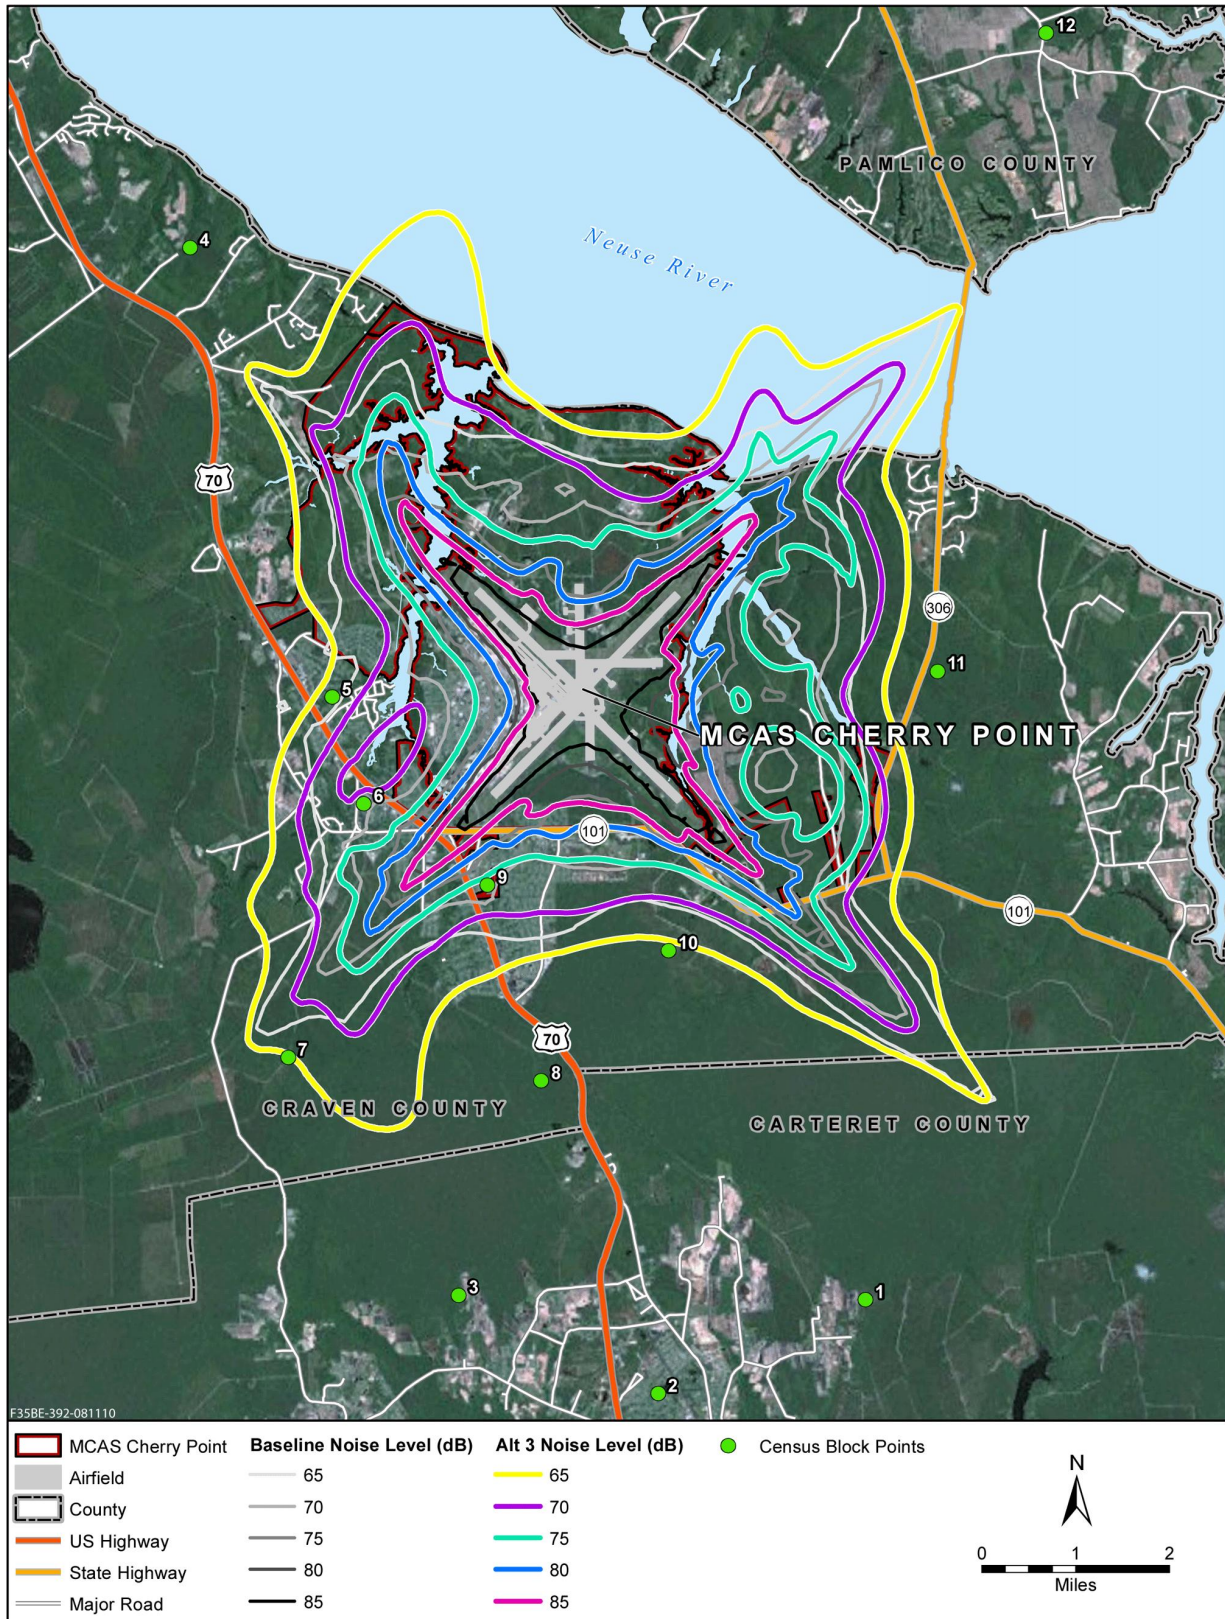 12
PAMLICO COUNTY
4
Neuse River
70
306
5
11
MCAS CHERRY POINT
6
101
9
101
10
70
7
8
CRAVEN COUNTY
CARTERET COUNTY
3
1
2
F35BE-392-081110
MCAS Cherry Point
Airfield
County
US Highway
State Highway
Major Road
Baseline Noise Level (dB)
65
70
75
80
85
Alt 3 Noise Level (dB)
65
70
75
80
85
Census Block Points
N
0 1 2
Miles